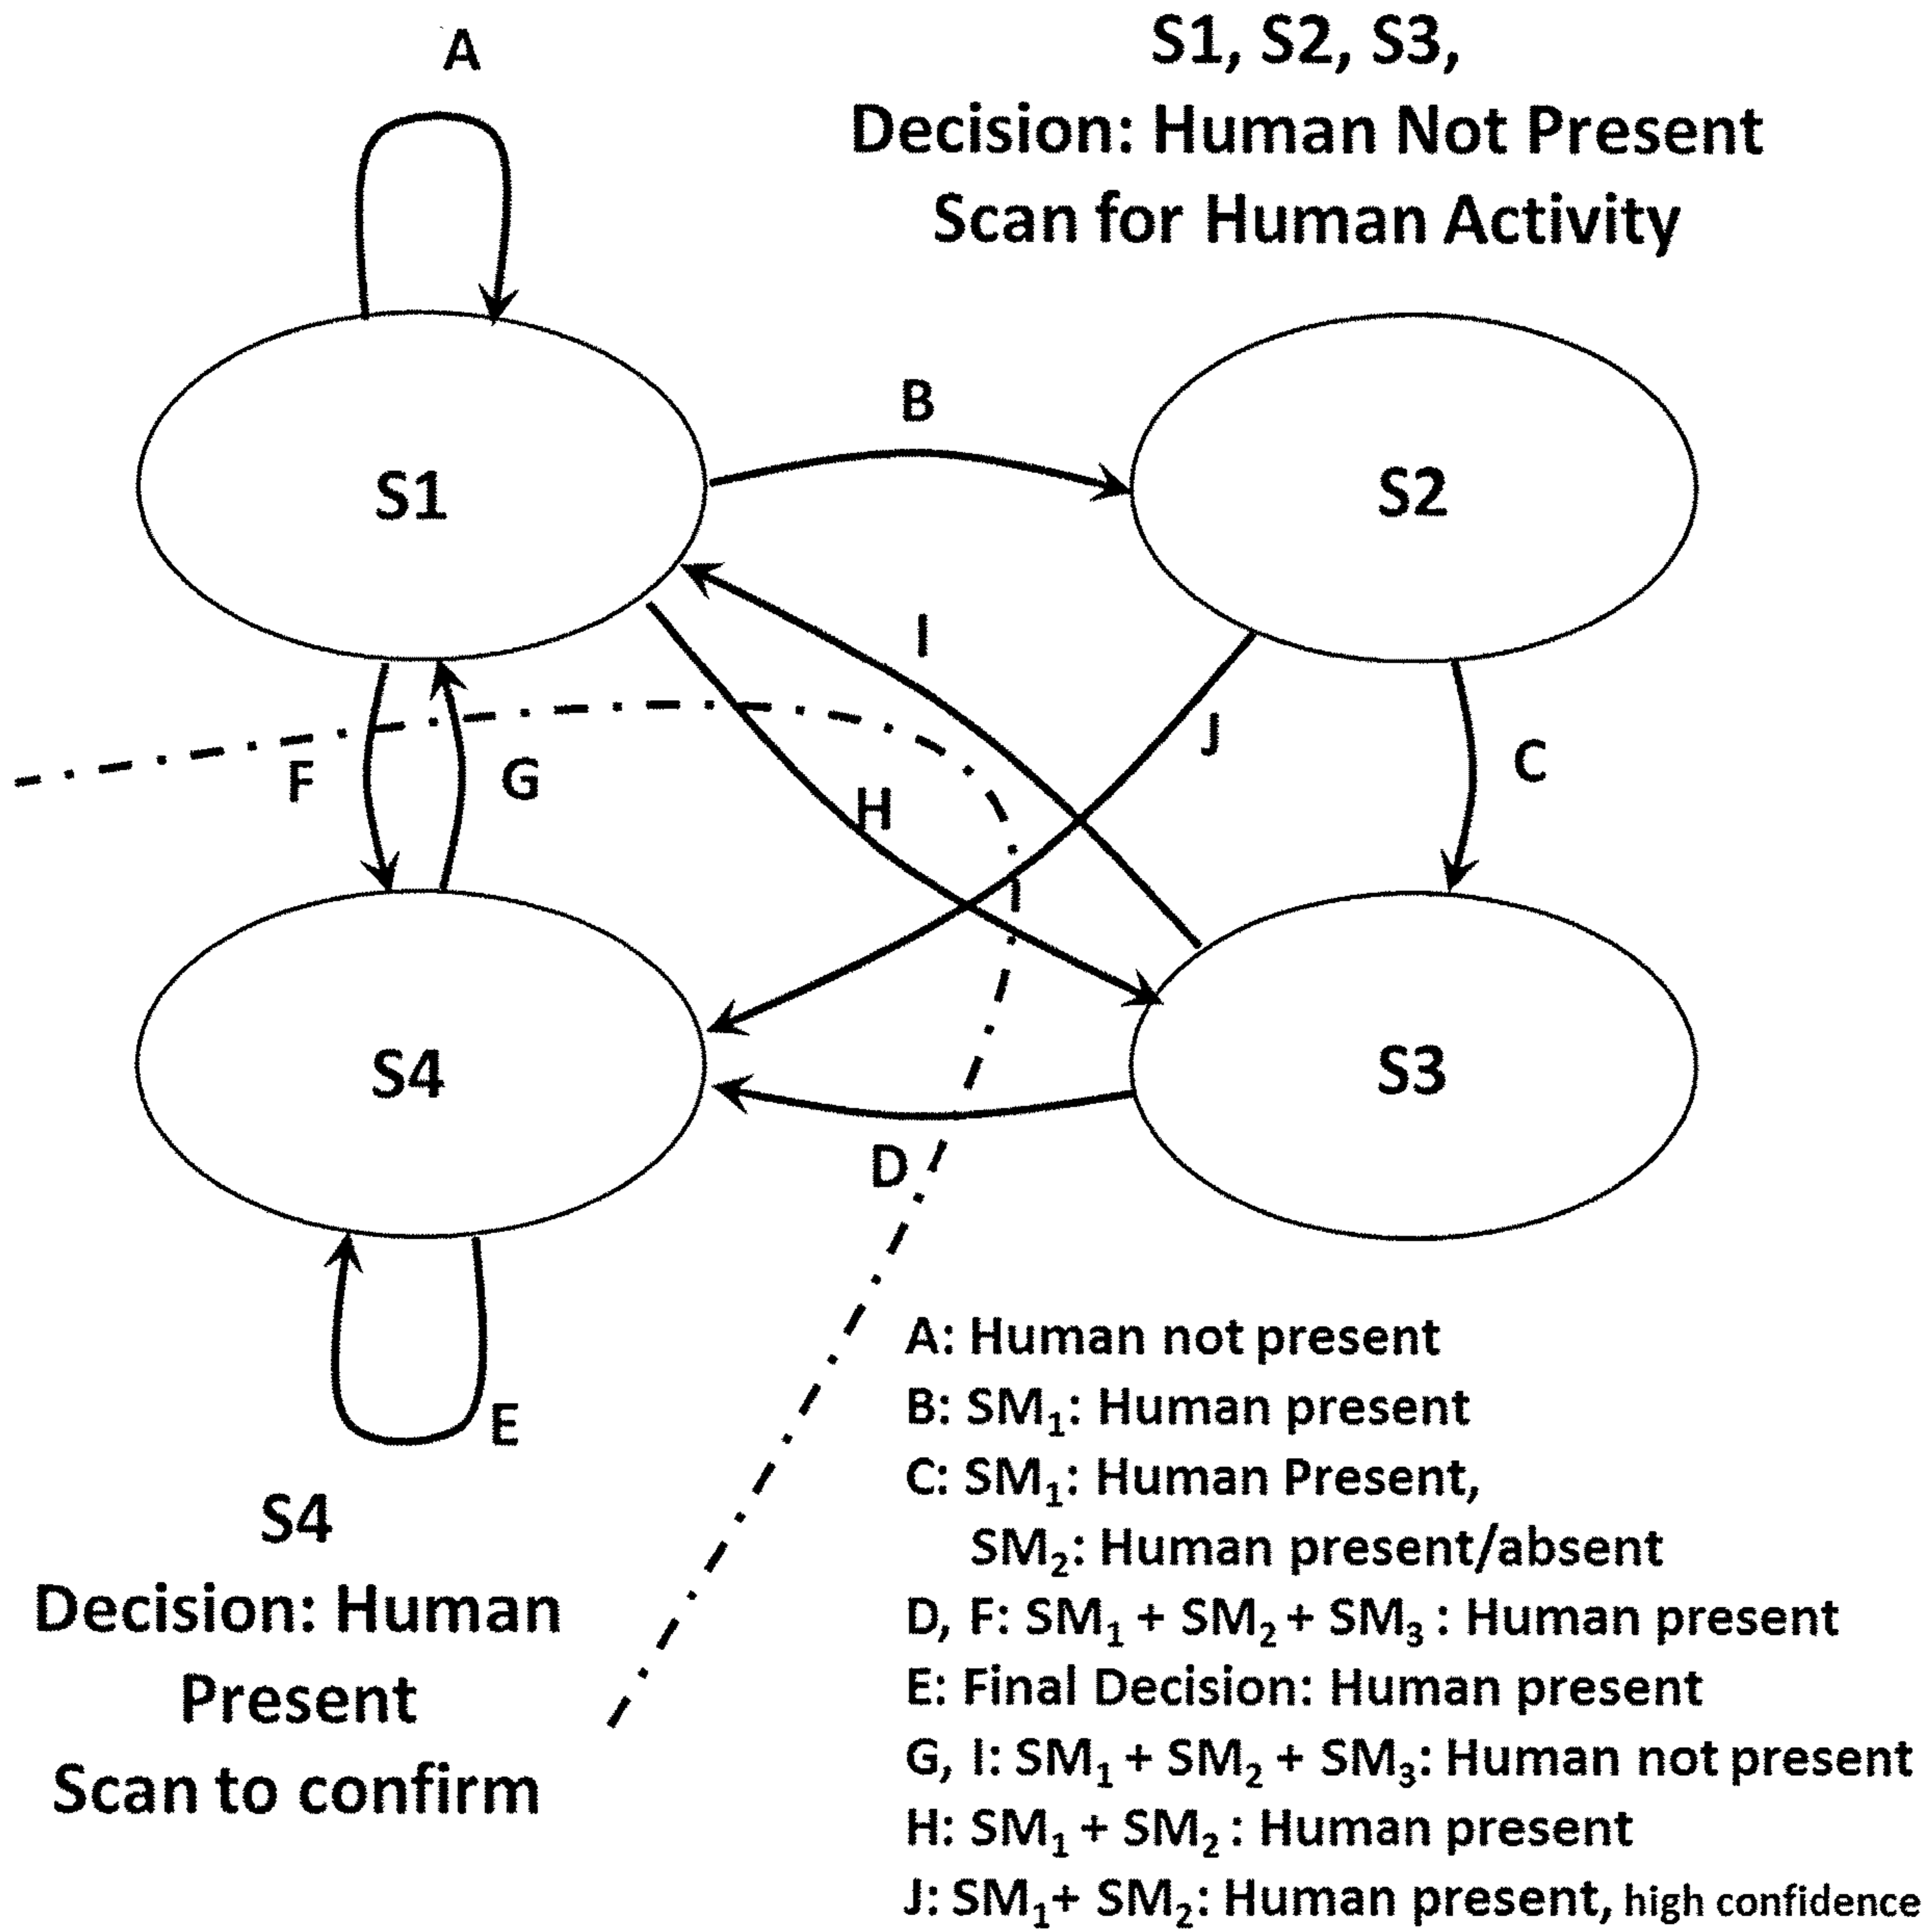 A
S1, S2, S3,
Decision: Human Not Present
Scan for Human Activity
B
S1
S2
I
J
C
F
G
H
S4
S3
D
E
S4
Decision: Human
Present
Scan to confirm
A: Human not present
B: SM₁: Human present
C: SM₁: Human Present,
SM₂: Human present/absent
D, F: SM₁ + SM₂ + SM₃ : Human present
E: Final Decision: Human present
G, I: SM₁ + SM₂ + SM₃: Human not present
H: SM₁ + SM₂ : Human present
J: SM₁+ SM₂: Human present, high confidence